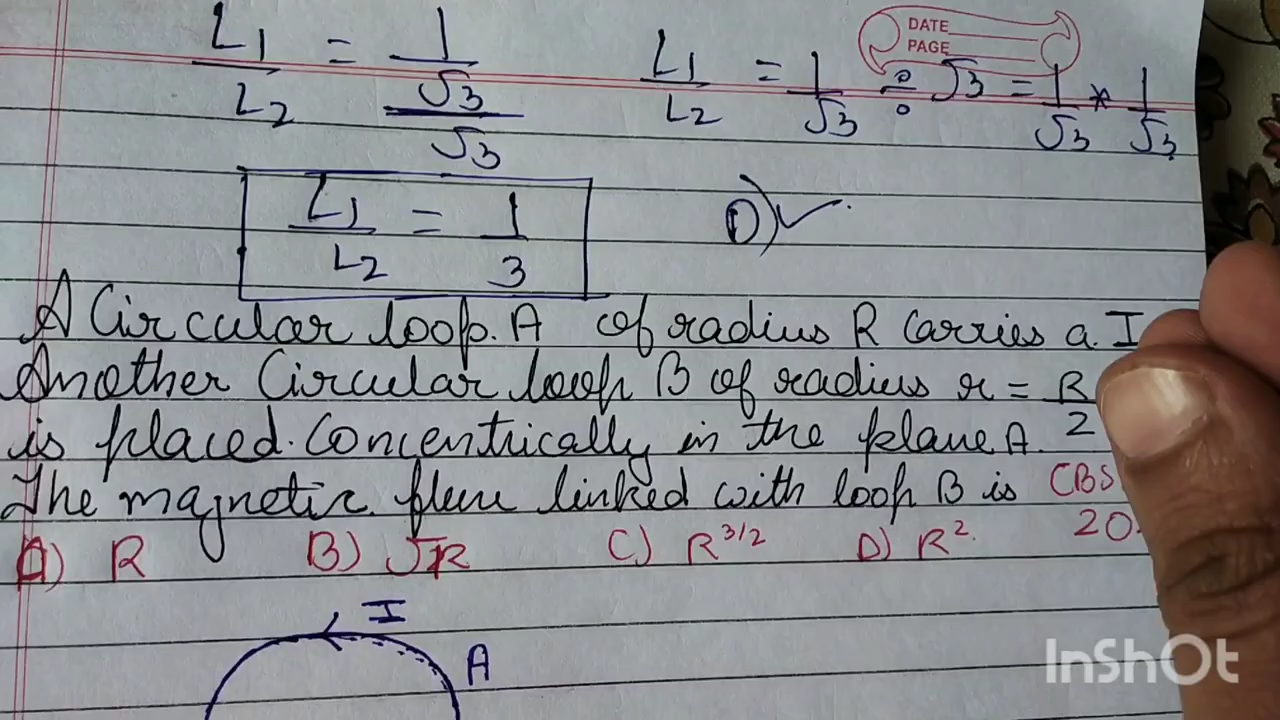 DATE
PAGE
L1/L2 = 1/√3/√3    L1/L2 = 1/√3 ÷ √3 = 1/√3 * 1/√3
L1/L2 = 1/3    D) ✓
A Circular loop. A of radius R carries a I
Another Circular loop B of radius r = R/2
is placed. Concentrically in the plane A.
The magnetic flux linked with loop B is CBS
20
A) R    B) √R    C) R^3/2    D) R^2.
I
A
InShOt